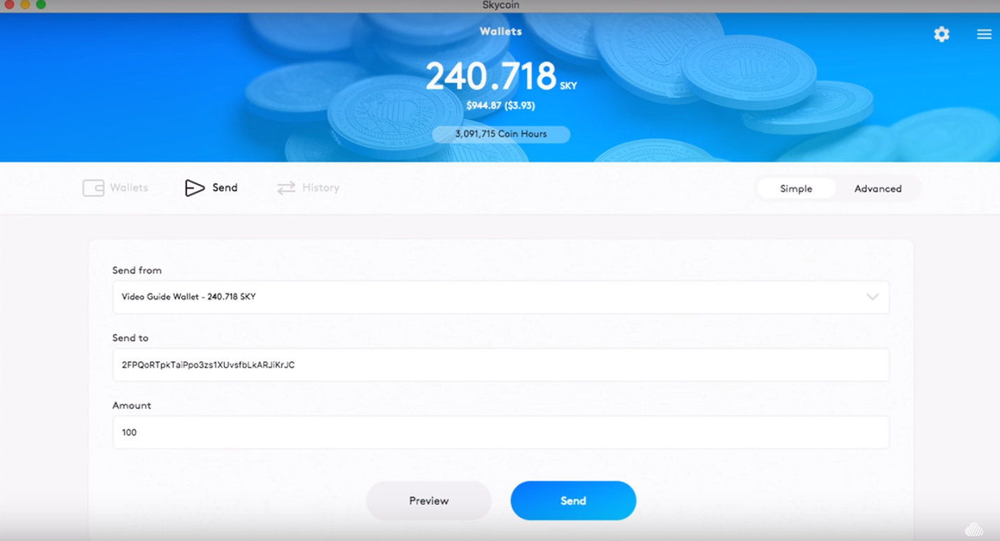 Skycoin
Wallets
240.718 SKY
$944.87 ($3.93)
3,091,715 Coin Hours
Wallets Send History Simple Advanced
Send from
Video Guide Wallet - 240.718 SKY
Send to
2FPQoRTpkTaiPpo3zs1XUvsfbLkARJiKrJC
Amount
100
Preview Send